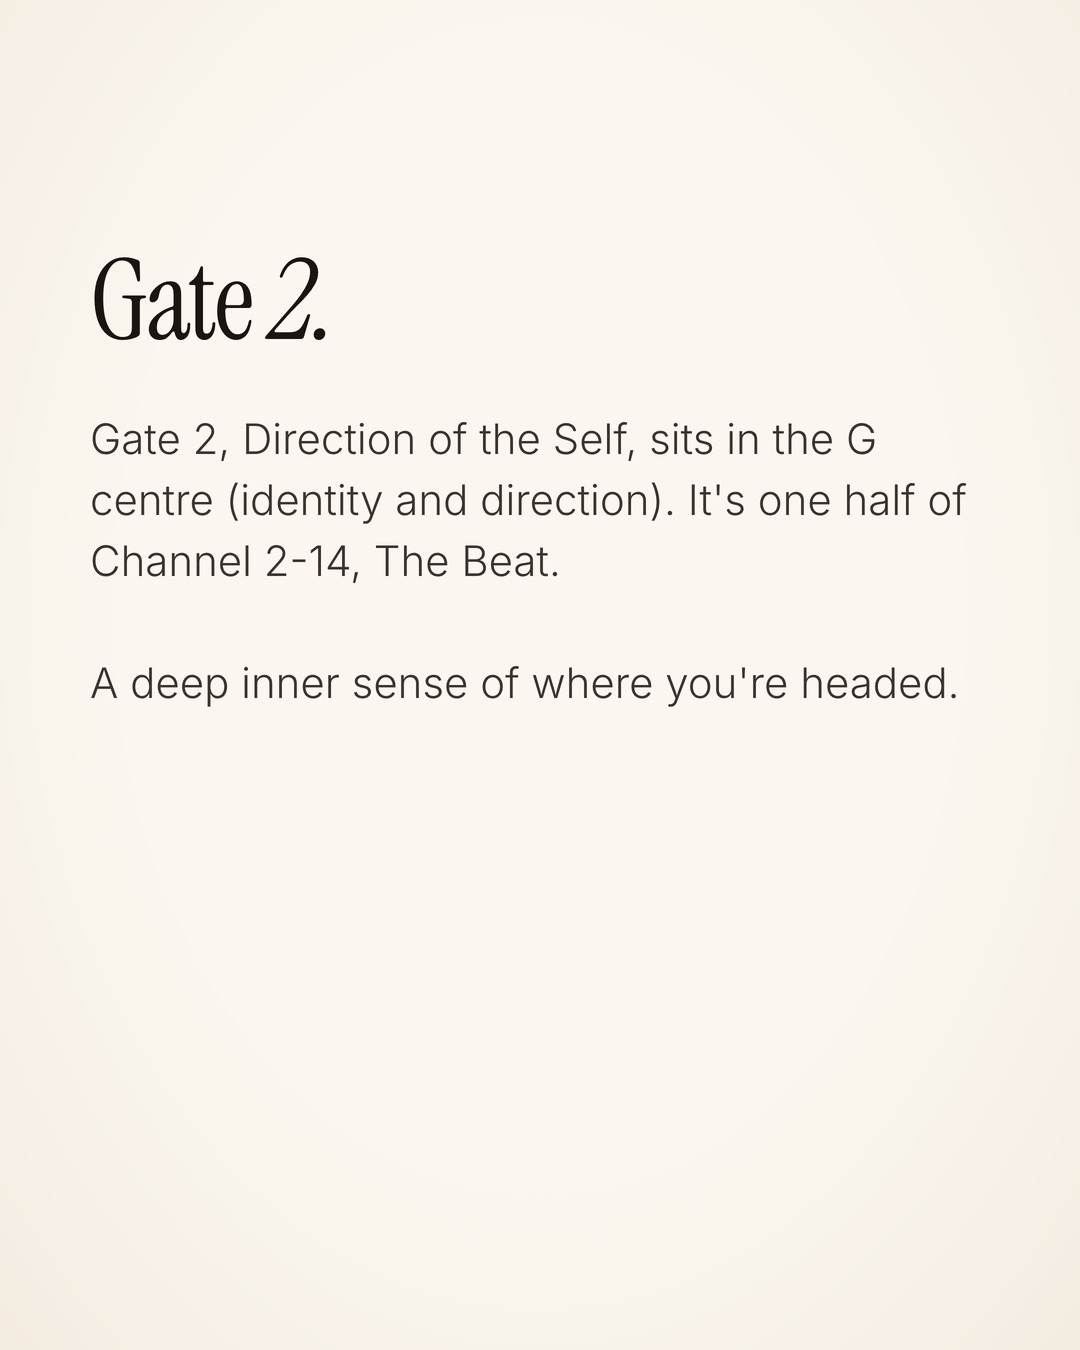 Gate 2.
Gate 2, Direction of the Self, sits in the G
centre (identity and direction). It's one half of
Channel 2-14, The Beat.
A deep inner sense of where you're headed.